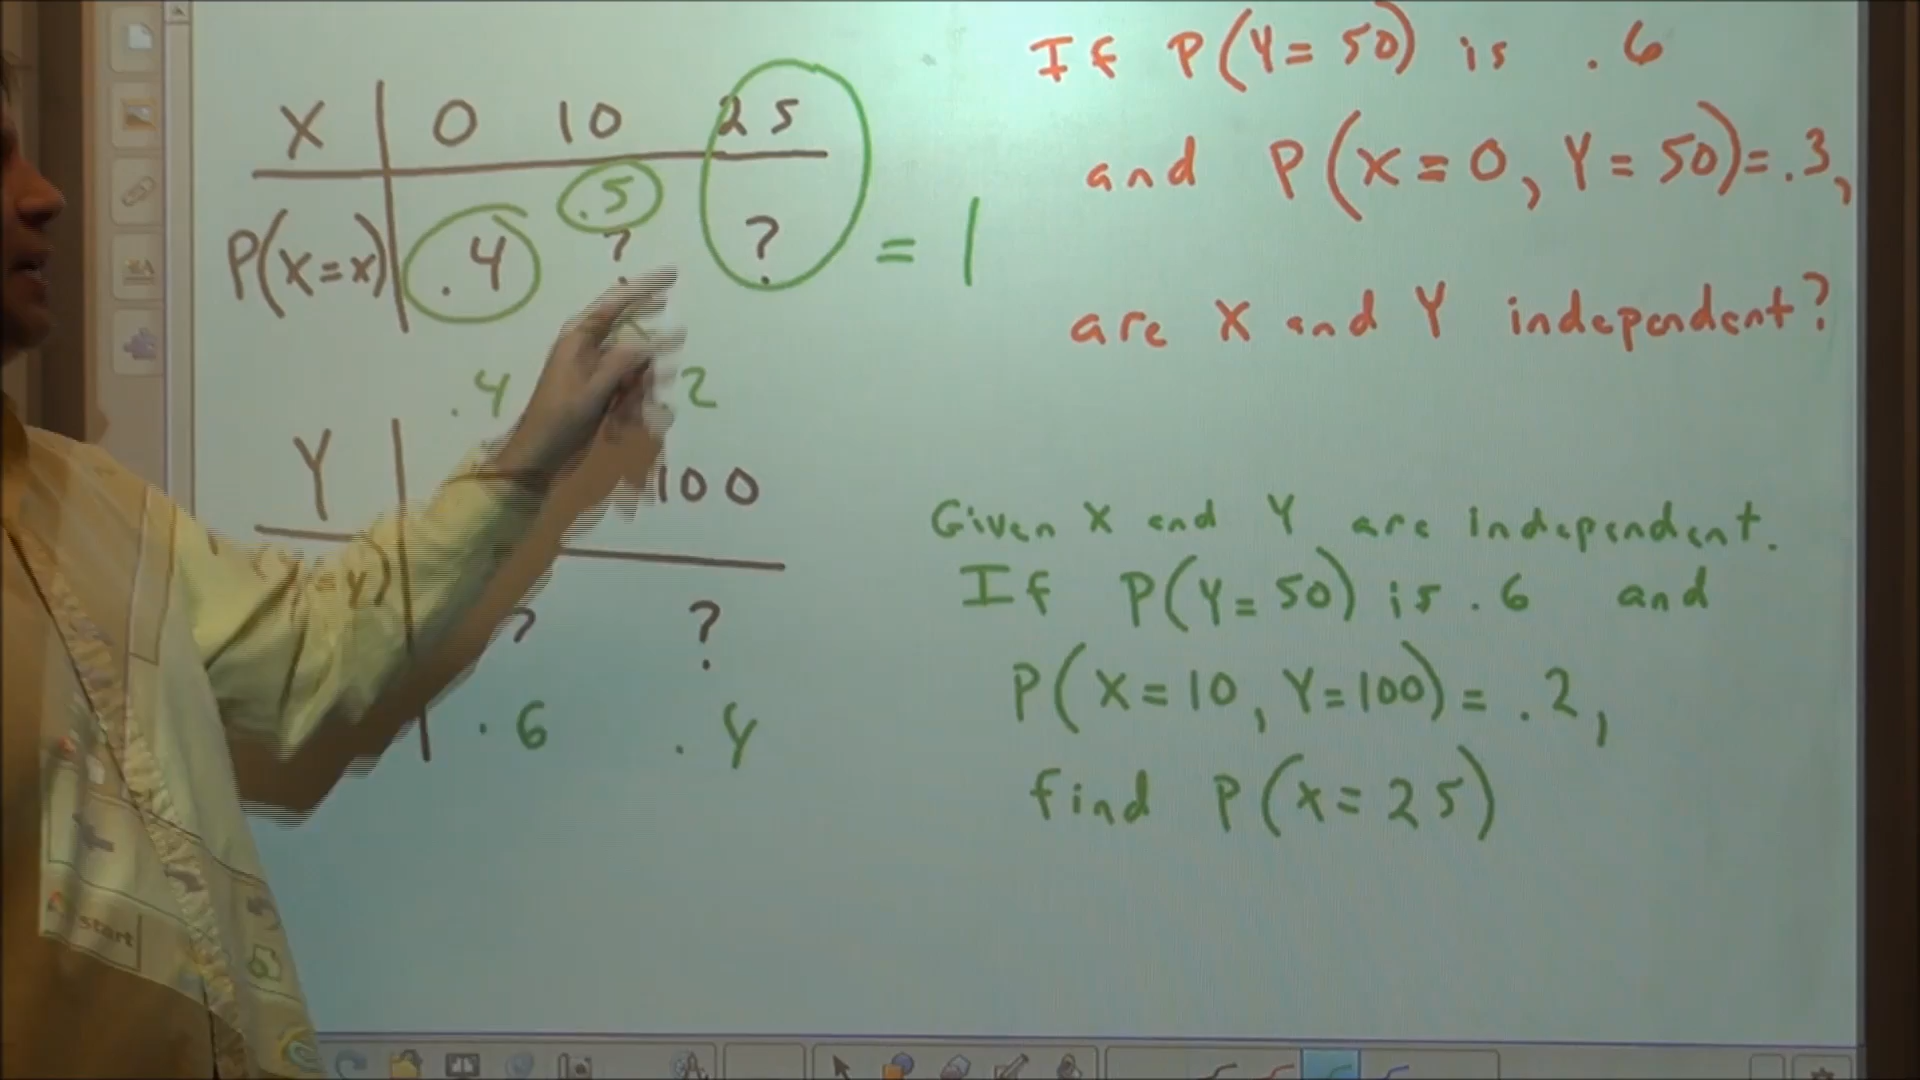 X 0 10 25
P(X=x) .4 .5 ? ? = 1
.4 .2
Y 100
(Y=y) ? ?
.6 .4
If P(Y=50) is .6
and P(X=0, Y=50)=.3,
are X and Y independent?
Given X and Y are independent.
If P(Y=50) is .6 and
P(X=10, Y=100)= .2,
find P(X=25)
start